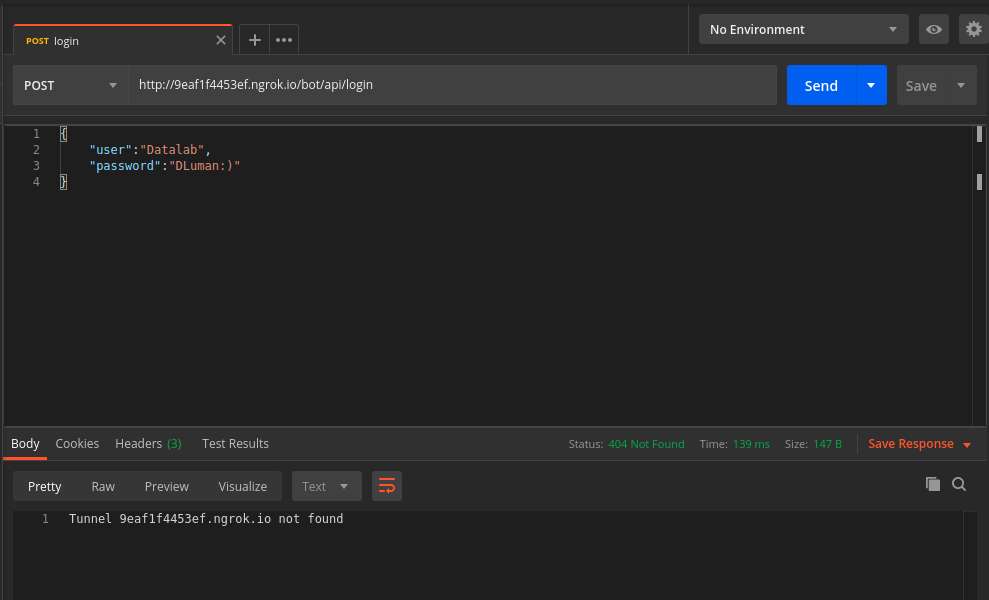 POST login
No Environment
POST http://9eaf1f4453ef.ngrok.io/bot/api/login Send Save
1 {
2 "user":"Datalab",
3 "password":"DLuman:)"
4 }
Body Cookies Headers (3) Test Results Status: 404 Not Found Time: 139 ms Size: 147 B Save Response
Pretty Raw Preview Visualize Text
1 Tunnel 9eaf1f4453ef.ngrok.io not found